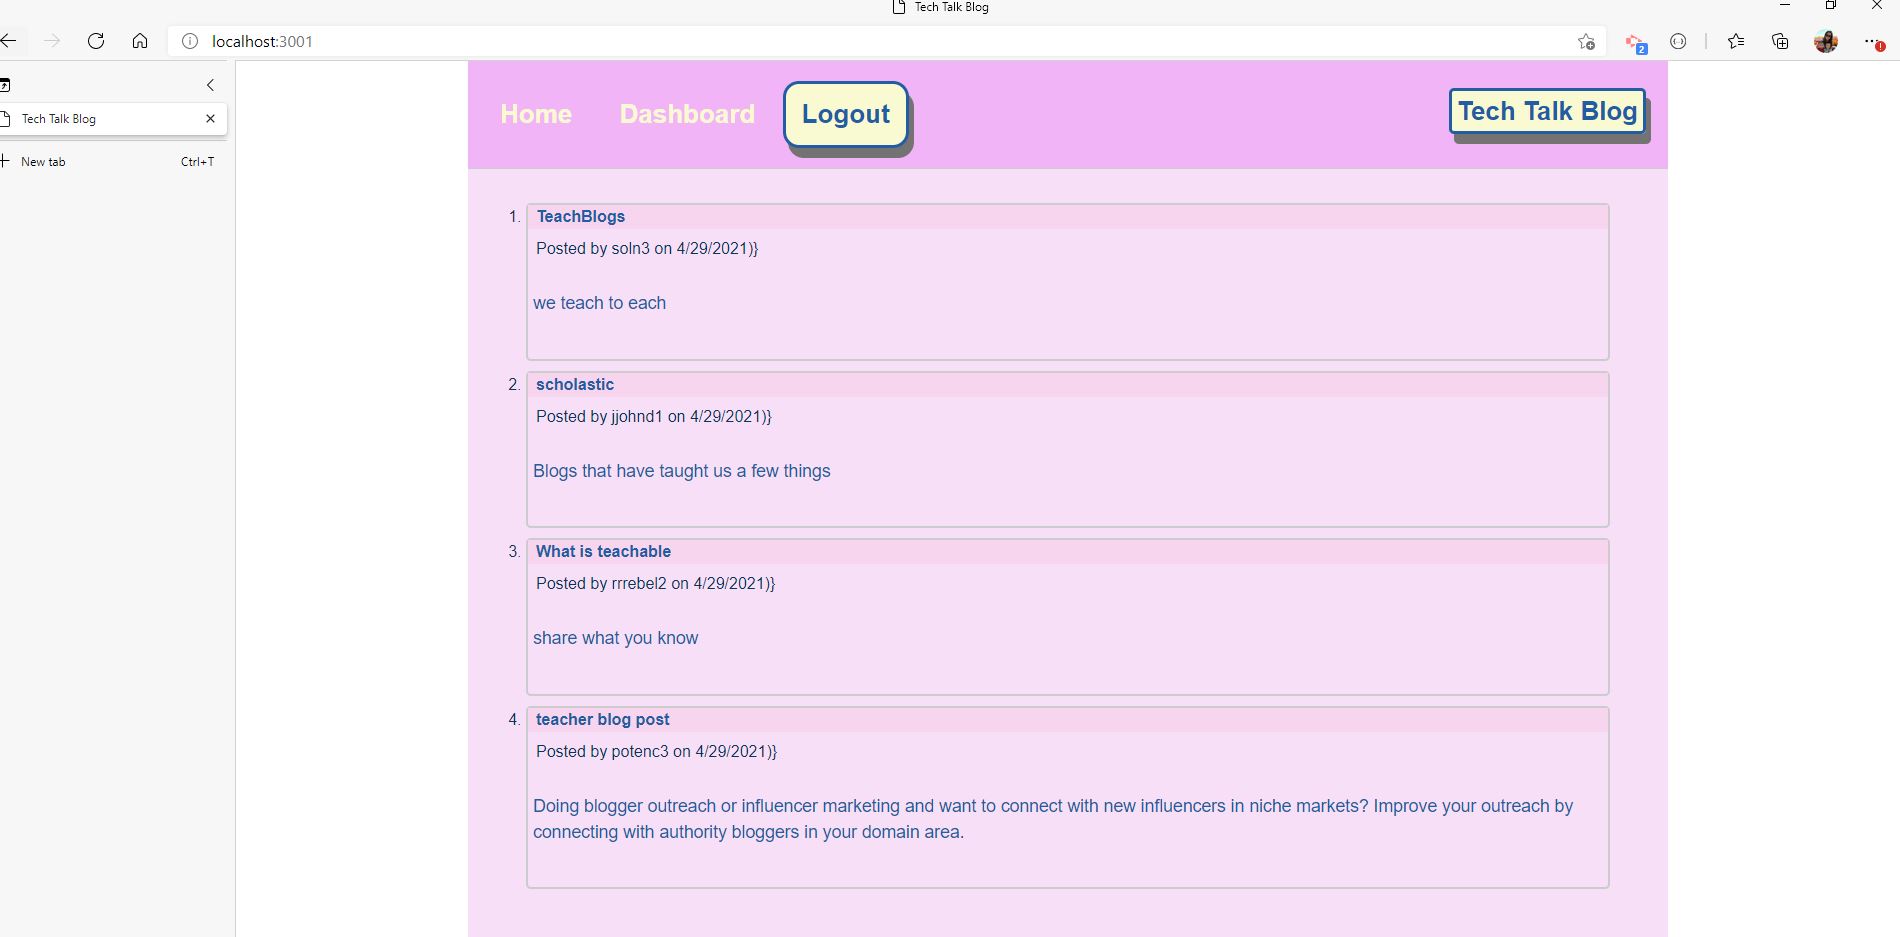 Tech Talk Blog
localhost:3001
2
Tech Talk Blog
New tab Ctrl+T
Home Dashboard Logout Tech Talk Blog
1. TeachBlogs
Posted by soln3 on 4/29/2021)}
we teach to each
2. scholastic
Posted by jjohnd1 on 4/29/2021)}
Blogs that have taught us a few things
3. What is teachable
Posted by rrrebel2 on 4/29/2021)}
share what you know
4. teacher blog post
Posted by potenc3 on 4/29/2021)}
Doing blogger outreach or influencer marketing and want to connect with new influencers in niche markets? Improve your outreach by
connecting with authority bloggers in your domain area.